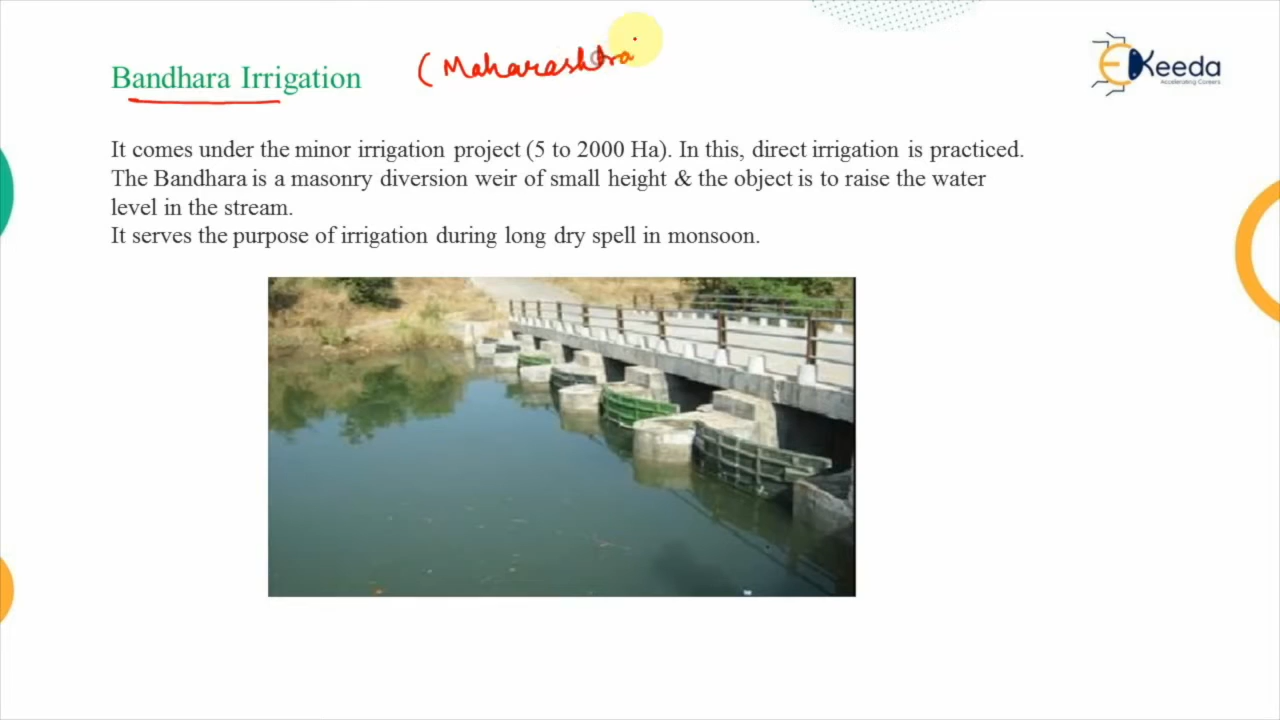 Bandhara Irrigation (Maharashtra
EKeeda
Accelerating Careers
It comes under the minor irrigation project (5 to 2000 Ha). In this, direct irrigation is practiced.
The Bandhara is a masonry diversion weir of small height & the object is to raise the water
level in the stream.
It serves the purpose of irrigation during long dry spell in monsoon.